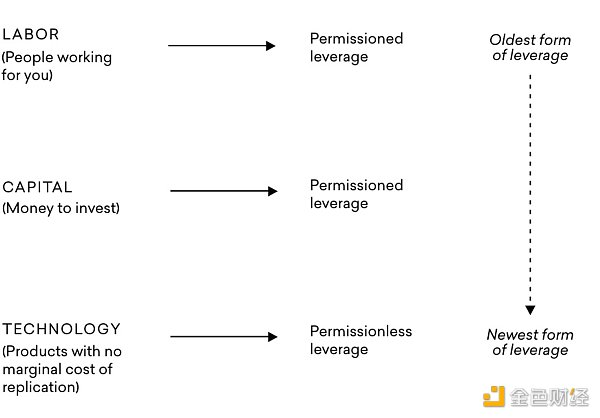 LABOR
(People working
for you)
Permissioned
leverage
Oldest form
of leverage
CAPITAL
(Money to invest)
Permissioned
leverage
TECHNOLOGY
(Products with no
marginal cost of
replication)
Permissionless
leverage
Newest form
of leverage
金色财经